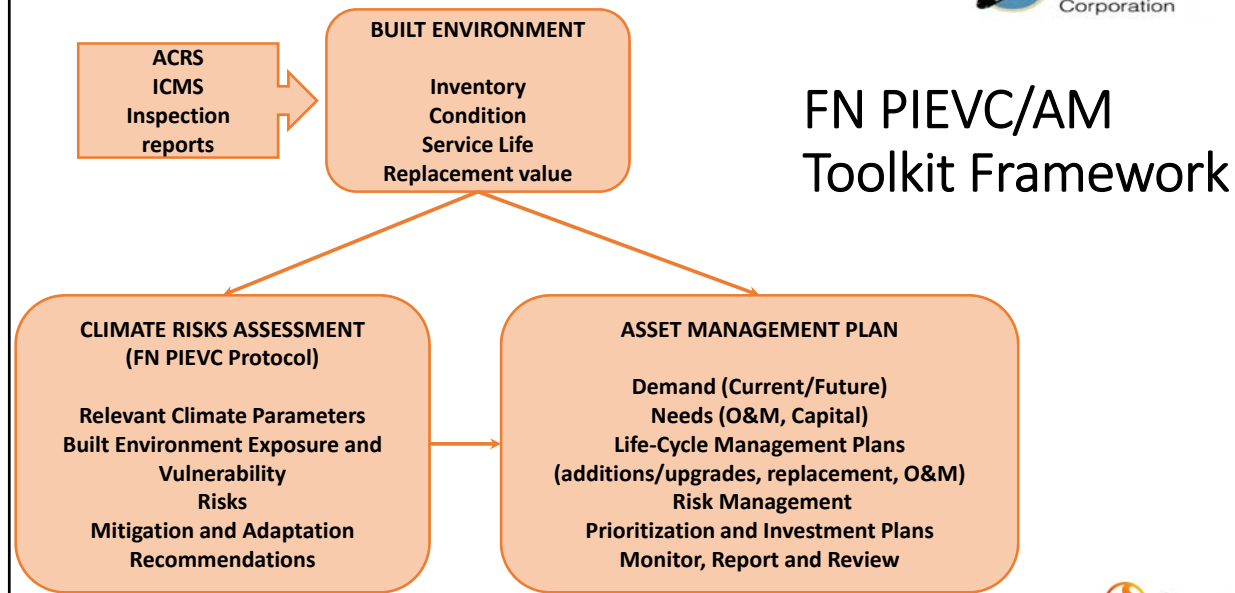 Corporation
FN PIEVC/AM
Toolkit Framework
ACRS
ICMS
Inspection
reports
BUILT ENVIRONMENT
Inventory
Condition
Service Life
Replacement value
CLIMATE RISKS ASSESSMENT
(FN PIEVC Protocol)
Relevant Climate Parameters
Built Environment Exposure and
Vulnerability
Risks
Mitigation and Adaptation
Recommendations
ASSET MANAGEMENT PLAN
Demand (Current/Future)
Needs (O&M, Capital)
Life-Cycle Management Plans
(additions/upgrades, replacement, O&M)
Risk Management
Prioritization and Investment Plans
Monitor, Report and Review